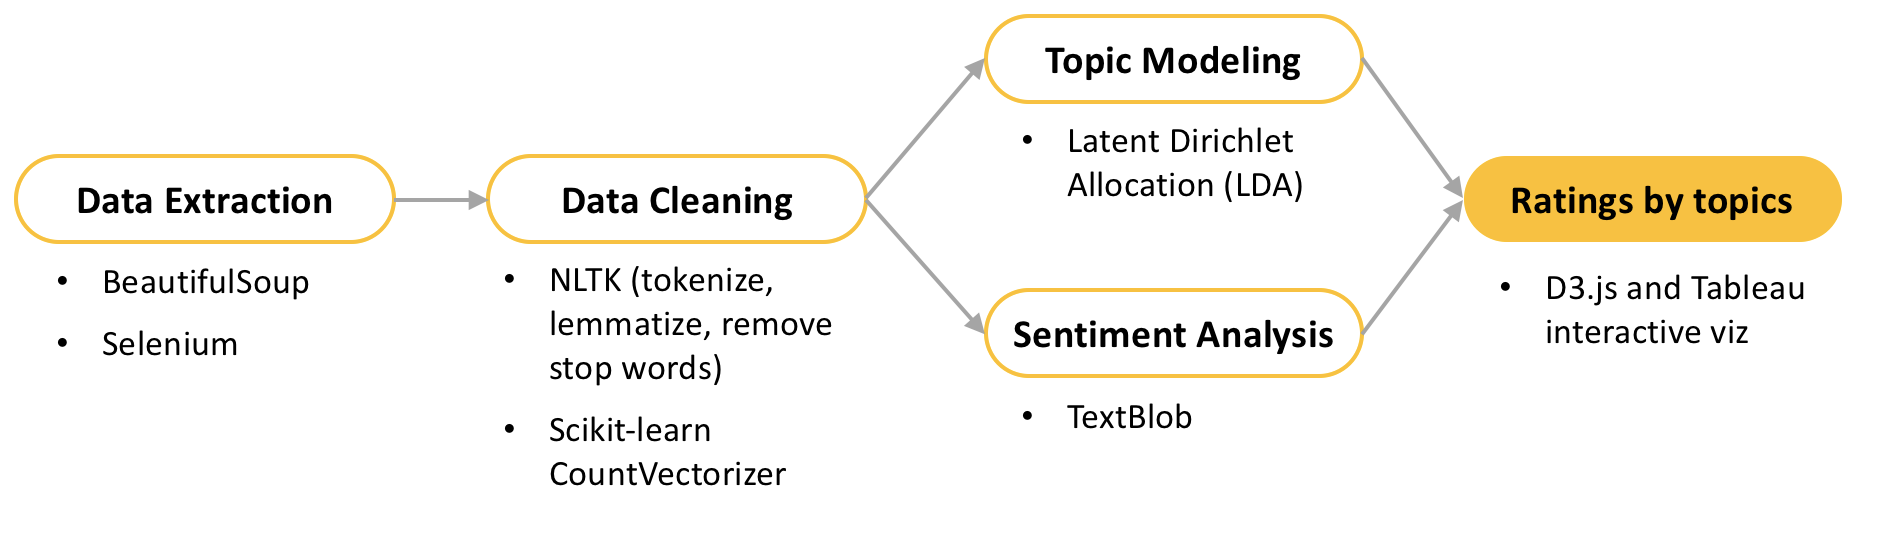 Data Extraction
• BeautifulSoup
• Selenium
Data Cleaning
• NLTK (tokenize,
lemmatize, remove
stop words)
• Scikit-learn
CountVectorizer
Topic Modeling
• Latent Dirichlet
Allocation (LDA)
Sentiment Analysis
• TextBlob
Ratings by topics
• D3.js and Tableau
interactive viz